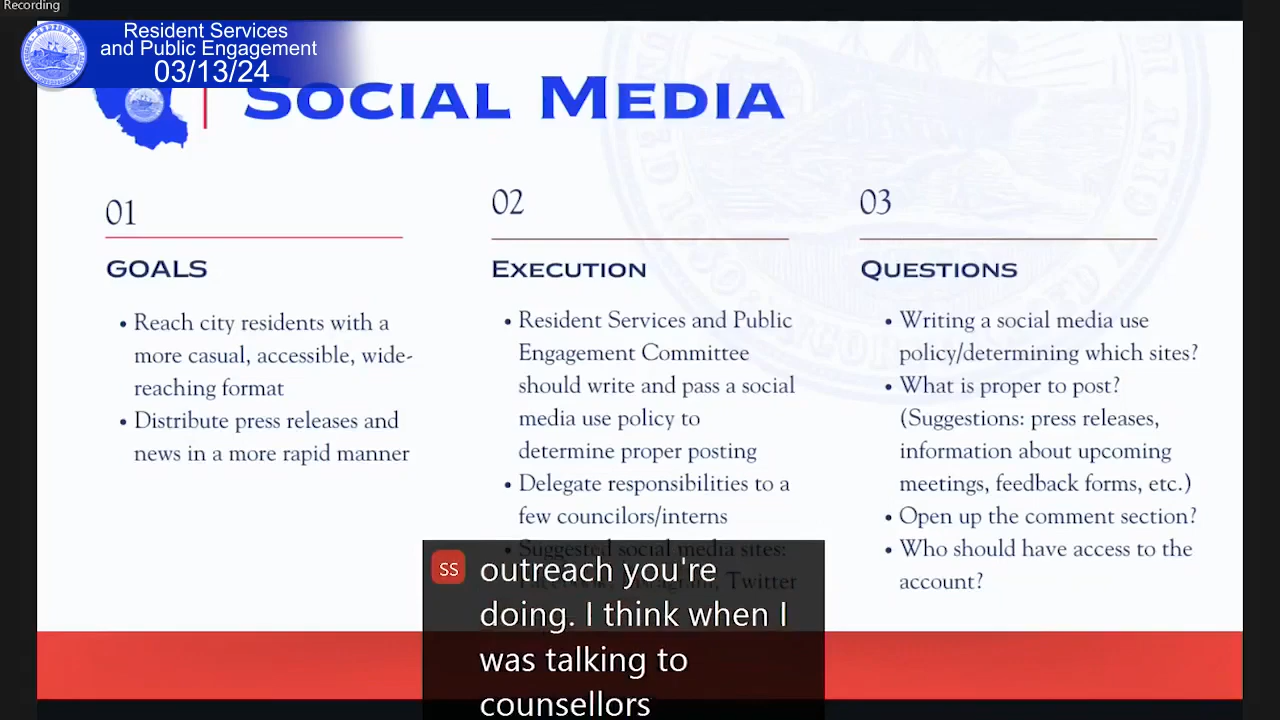 Recording
Resident Services
and Public Engagement
03/13/24
SOCIAL MEDIA
01
GOALS
• Reach city residents with a
more casual, accessible, wide-
reaching format
• Distribute press releases and
news in a more rapid manner
02
EXECUTION
• Resident Services and Public
Engagement Committee
should write and pass a social
media use policy to
determine proper posting
• Delegate responsibilities to a
few councilors/interns
• Suggested social media sites:
Twitter
03
QUESTIONS
• Writing a social media use
policy/determining which sites?
• What is proper to post?
(Suggestions: press releases,
information about upcoming
meetings, feedback forms, etc.)
• Open up the comment section?
• Who should have access to the
account?
SS
outreach you're
doing. I think when I
was talking to
counsellors